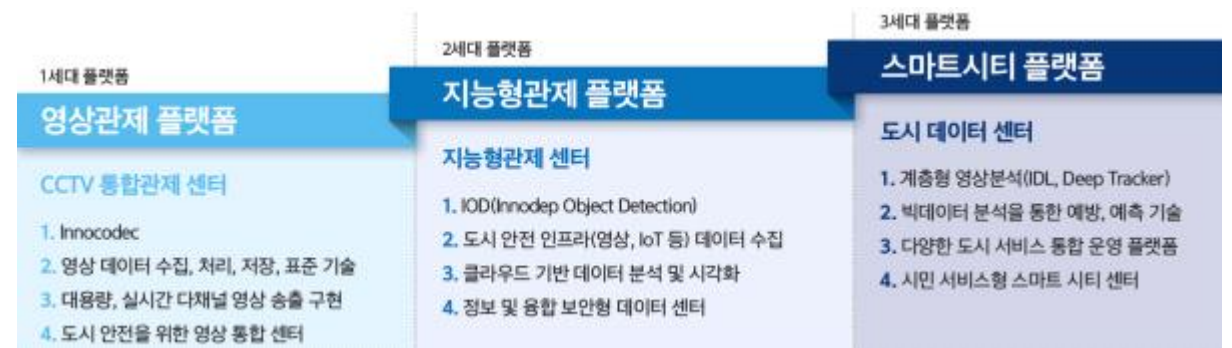 1세대 플랫폼
영상관제 플랫폼
CCTV 통합관제 센터
1. Innocodec
2. 영상 데이터 수집, 처리, 저장, 표준 기술
3. 대용량, 실시간 다채널 영상 송출 구현
4. 도시 안전을 위한 영상 통합 센터
2세대 플랫폼
지능형관제 플랫폼
지능형관제 센터
1. IOD(Innodep Object Detection)
2. 도시 안전 인프라(영상, IoT 등) 데이터 수집
3. 클라우드 기반 데이터 분석 및 시각화
4. 정보 및 융합 보안형 데이터 센터
3세대 플랫폼
스마트시티 플랫폼
도시 데이터 센터
1. 계층형 영상분석(IDL, Deep Tracker)
2. 빅데이터 분석을 통한 예방, 예측 기술
3. 다양한 도시 서비스 통합 운영 플랫폼
4. 시민 서비스형 스마트 시티 센터